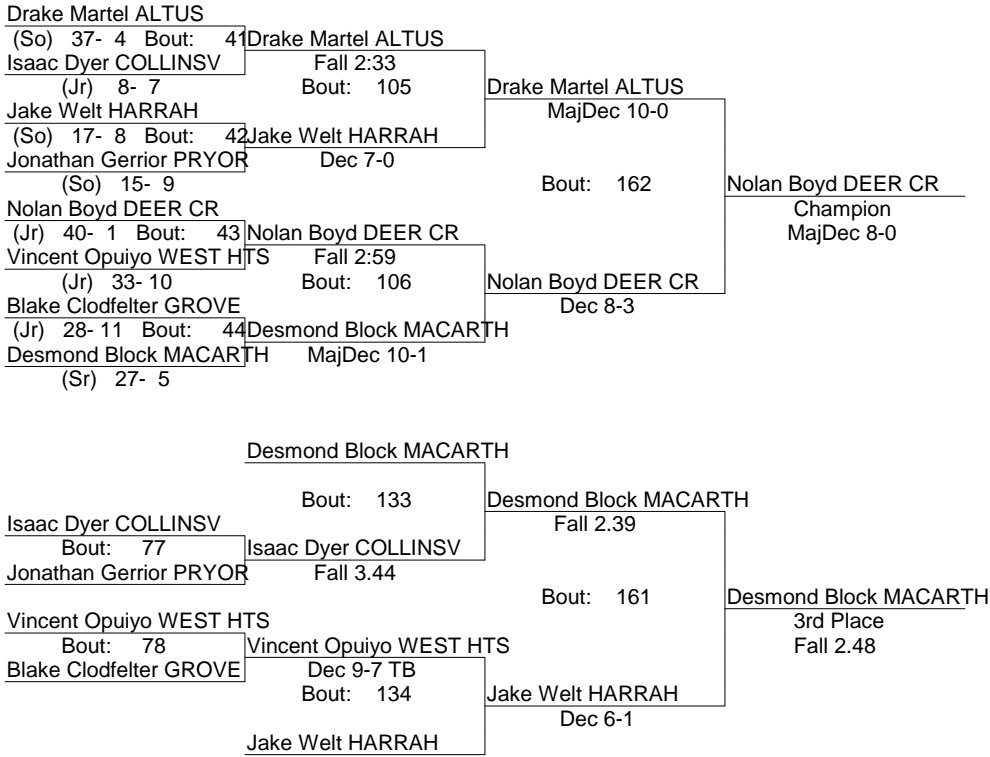 Drake Martel ALTUS
(So) 37- 4 Bout: 41 Drake Martel ALTUS
Isaac Dyer COLLINSV Fall 2:33
(Jr) 8- 7 Bout: 105 Drake Martel ALTUS
Jake Welt HARRAH MajDec 10-0
(So) 17- 8 Bout: 42 Jake Welt HARRAH
Jonathan Gerrior PRYOR Dec 7-0
(So) 15- 9 Bout: 162 Nolan Boyd DEER CR
Nolan Boyd DEER CR Champion
(Jr) 40- 1 Bout: 43 Nolan Boyd DEER CR MajDec 8-0
Vincent Opuiyo WEST HTS Fall 2:59
(Jr) 33- 10 Bout: 106 Nolan Boyd DEER CR
Blake Clodfelter GROVE Dec 8-3
(Jr) 28- 11 Bout: 44 Desmond Block MACARTH
Desmond Block MACARTH MajDec 10-1
(Sr) 27- 5
Desmond Block MACARTH
Bout: 133 Desmond Block MACARTH
Isaac Dyer COLLINSV Fall 2.39
Bout: 77 Isaac Dyer COLLINSV
Jonathan Gerrior PRYOR Fall 3.44
Bout: 161 Desmond Block MACARTH
Vincent Opuiyo WEST HTS 3rd Place
Bout: 78 Vincent Opuiyo WEST HTS Fall 2.48
Blake Clodfelter GROVE Dec 9-7 TB
Bout: 134 Jake Welt HARRAH
Dec 6-1
Jake Welt HARRAH